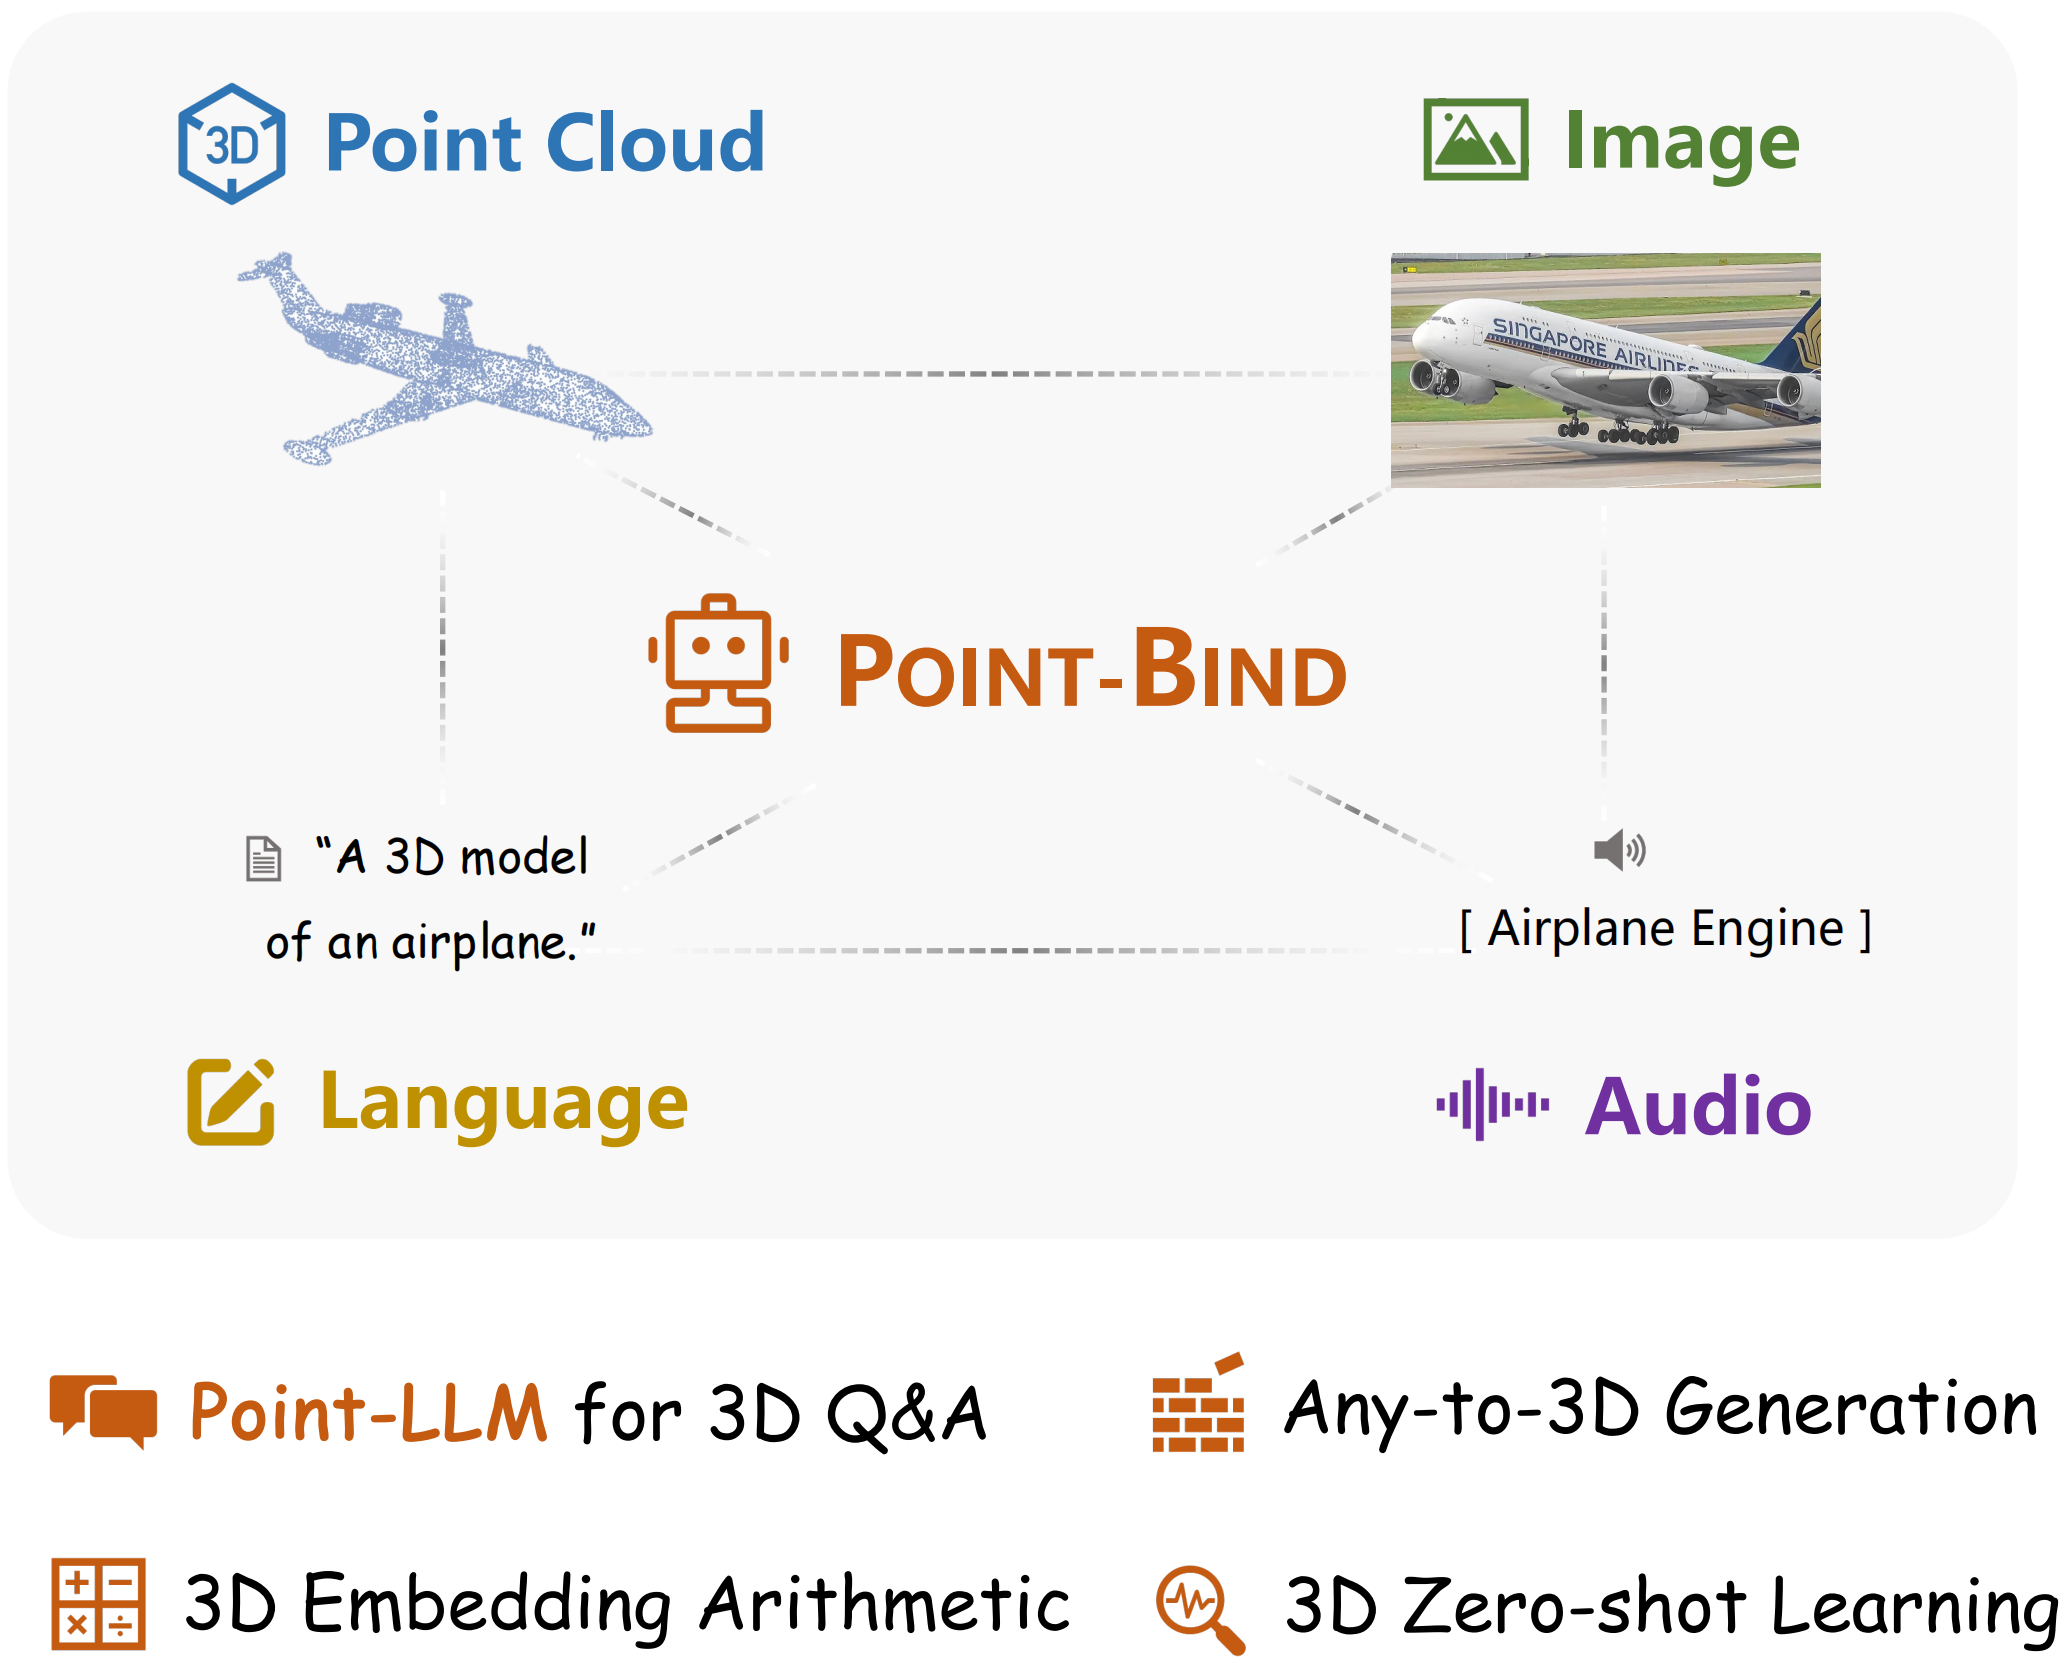 3D Point Cloud
Image
SINGAPORE AIRLINES
POINT-BIND
“A 3D model
of an airplane.”
[ Airplane Engine ]
Language
Audio
Point-LLM for 3D Q&A
Any-to-3D Generation
3D Embedding Arithmetic
3D Zero-shot Learning